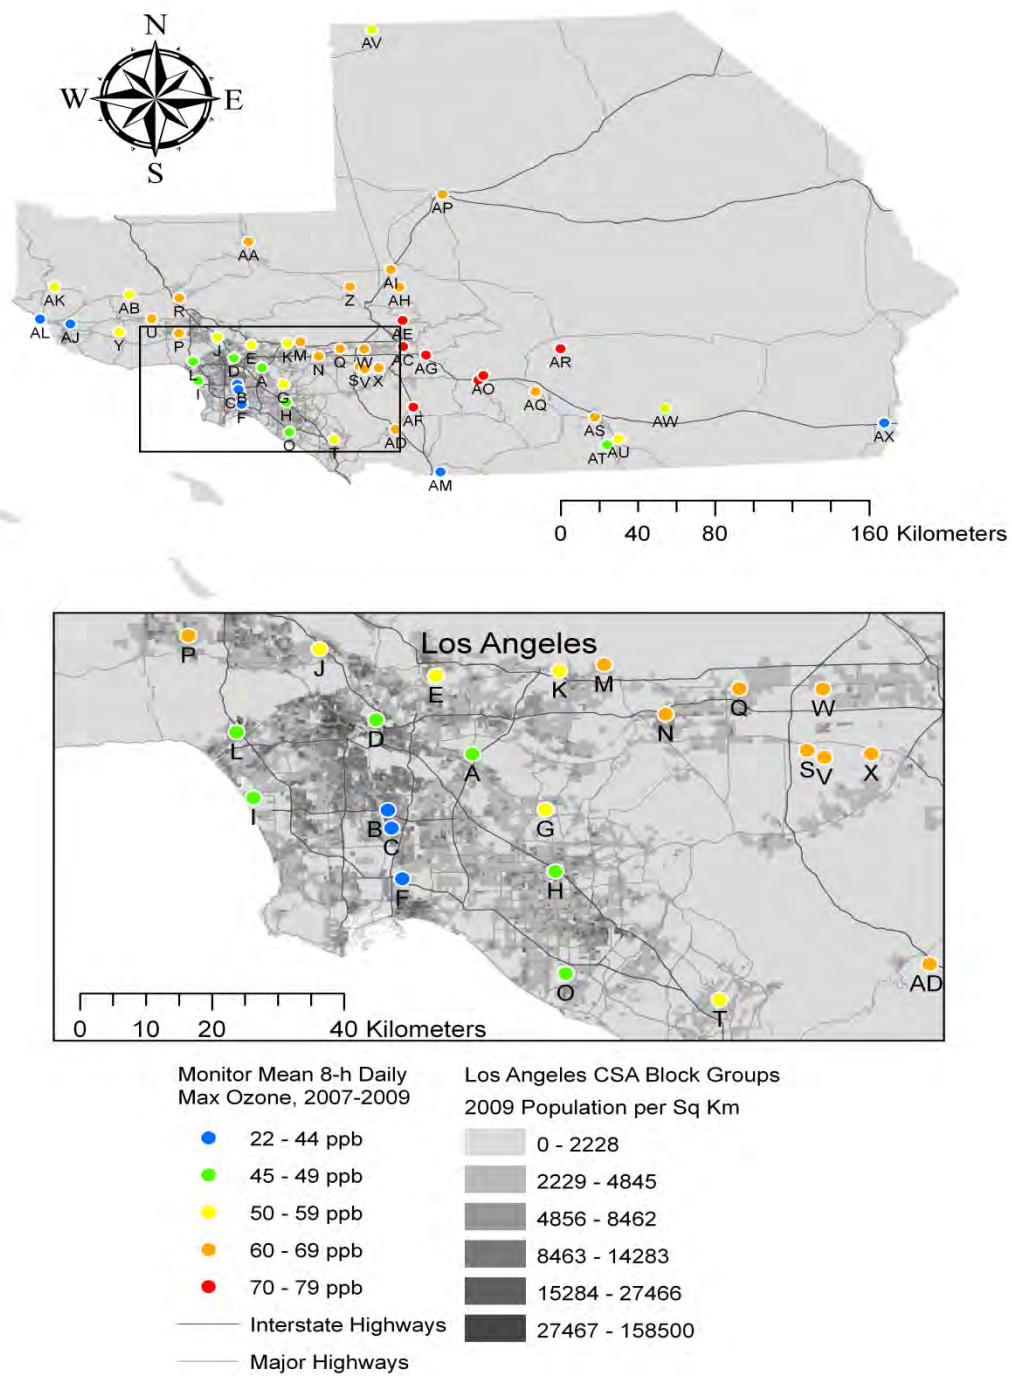 N
W E
S
AV
AP
AA
AI
AH
Z
AK
AB
R
AL
AJ
U
Y
P
AE
J
E
K
M
Q
W
AC
AG
AR
D
N
L
A
S
V
X
AO
I
B
C
G
AQ
F
H
AF
AW
AS
O
AD
T
AT
AU
AX
AM
0 40 80 160 Kilometers
Los Angeles
P
J
E
K
M
Q
W
N
D
L
A
S
V
X
I
B
C
G
H
F
O
AD
T
0 10 20 40 Kilometers
Monitor Mean 8-h Daily
Max Ozone, 2007-2009
22 - 44 ppb
45 - 49 ppb
50 - 59 ppb
60 - 69 ppb
70 - 79 ppb
Interstate Highways
Major Highways
Los Angeles CSA Block Groups
2009 Population per Sq Km
0 - 2228
2229 - 4845
4856 - 8462
8463 - 14283
15284 - 27466
27467 - 158500